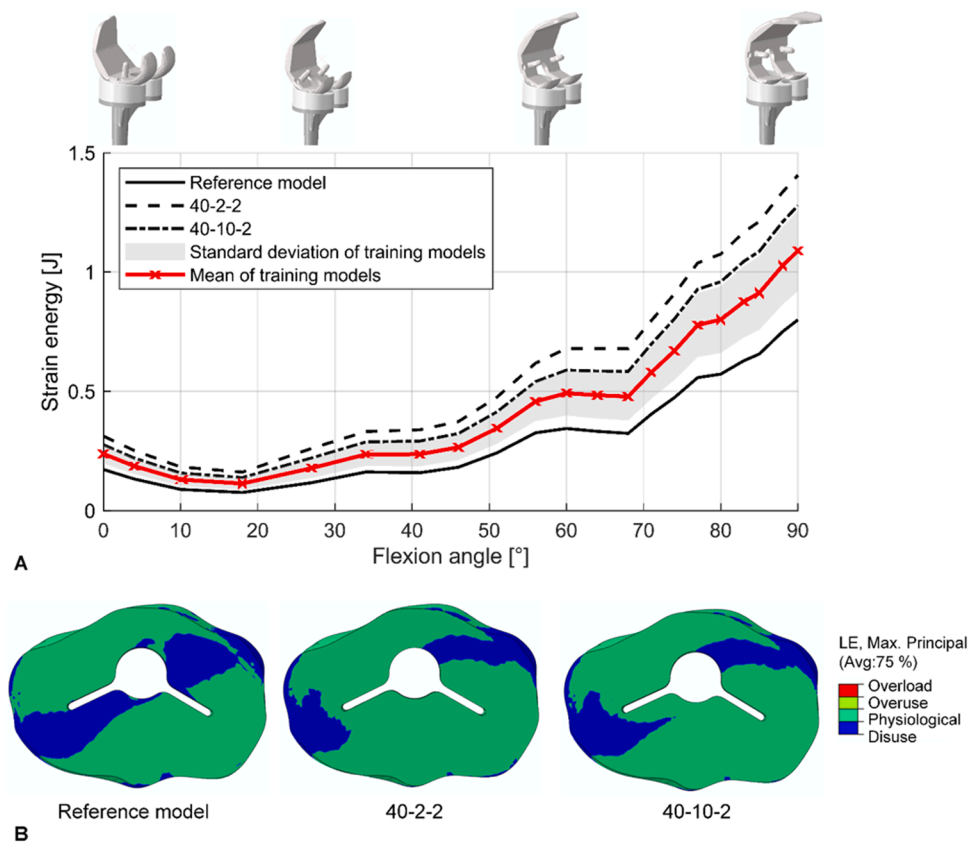 1.5
1
0.5
0
Strain energy [J]
Reference model
40-2-2
40-10-2
Standard deviation of training models
Mean of training models
0 10 20 30 40 50 60 70 80 90
Flexion angle [°]
A
LE, Max. Principal
(Avg:75 %)
Overload
Overuse
Physiological
Disuse
Reference model
40-2-2
40-10-2
B